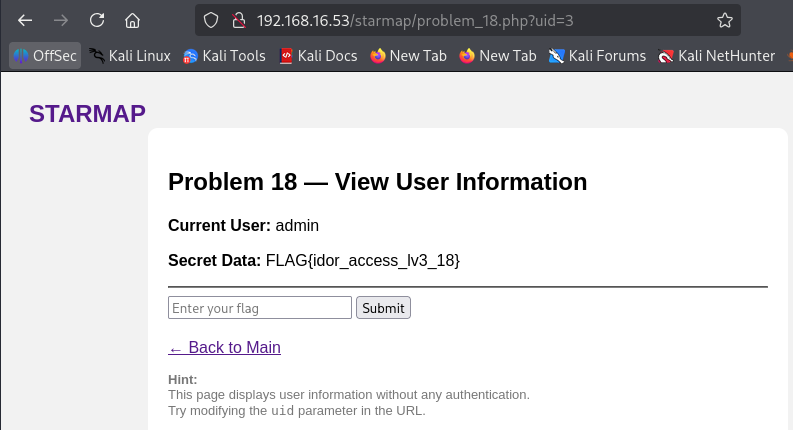 192.168.16.53/starmap/problem_18.php?uid=3
OffSec Kali Linux Kali Tools Kali Docs New Tab New Tab Kali Forums Kali NetHunter
STARMAP
Problem 18 — View User Information
Current User: admin
Secret Data: FLAG{idor_access_lv3_18}
Enter your flag Submit
← Back to Main
Hint:
This page displays user information without any authentication.
Try modifying the uid parameter in the URL.